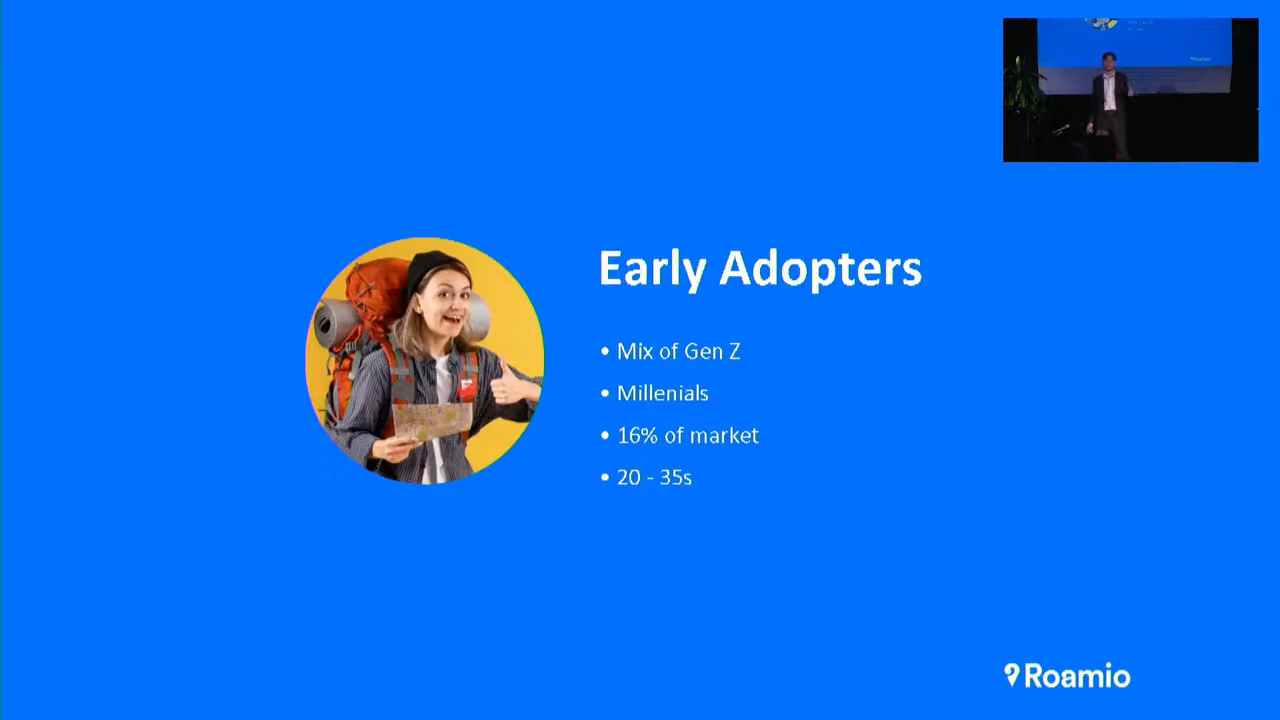 Early Adopters
• Mix of Gen Z
• Millenials
• 16% of market
• 20 - 35s
Roamio